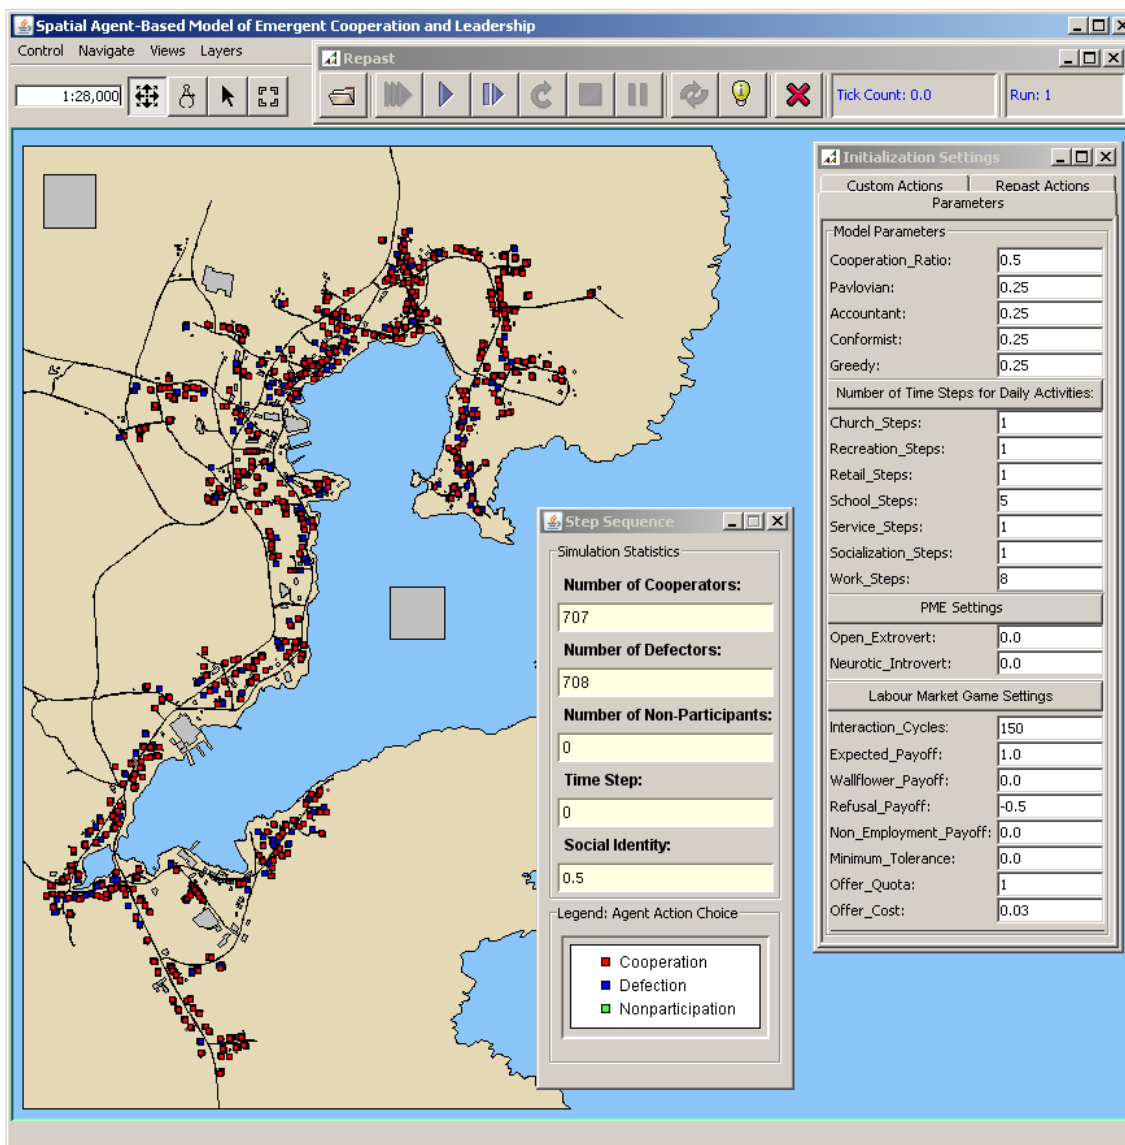 Spatial Agent-Based Model of Emergent Cooperation and Leadership
Control Navigate Views Layers
Repast
1:28,000
Tick Count: 0.0
Run: 1
Initialization Settings
Custom Actions
Repast Actions
Parameters
Model Parameters
Cooperation_Ratio: 0.5
Pavlovian: 0.25
Accountant: 0.25
Conformist: 0.25
Greedy: 0.25
Number of Time Steps for Daily Activities:
Church_Steps: 1
Recreation_Steps: 1
Retail_Steps: 1
School_Steps: 5
Service_Steps: 1
Socialization_Steps: 1
Work_Steps: 8
PME Settings
Open_Extrovert: 0.0
Neurotic_Introvert: 0.0
Labour Market Game Settings
Interaction_Cycles: 150
Expected_Payoff: 1.0
Wallflower_Payoff: 0.0
Refusal_Payoff: -0.5
Non_Employment_Payoff: 0.0
Minimum_Tolerance: 0.0
Offer_Quota: 1
Offer_Cost: 0.03
Step Sequence
Simulation Statistics
Number of Cooperators:
707
Number of Defectors:
708
Number of Non-Participants:
0
Time Step:
0
Social Identity:
0.5
Legend: Agent Action Choice
Cooperation
Defection
Nonparticipation